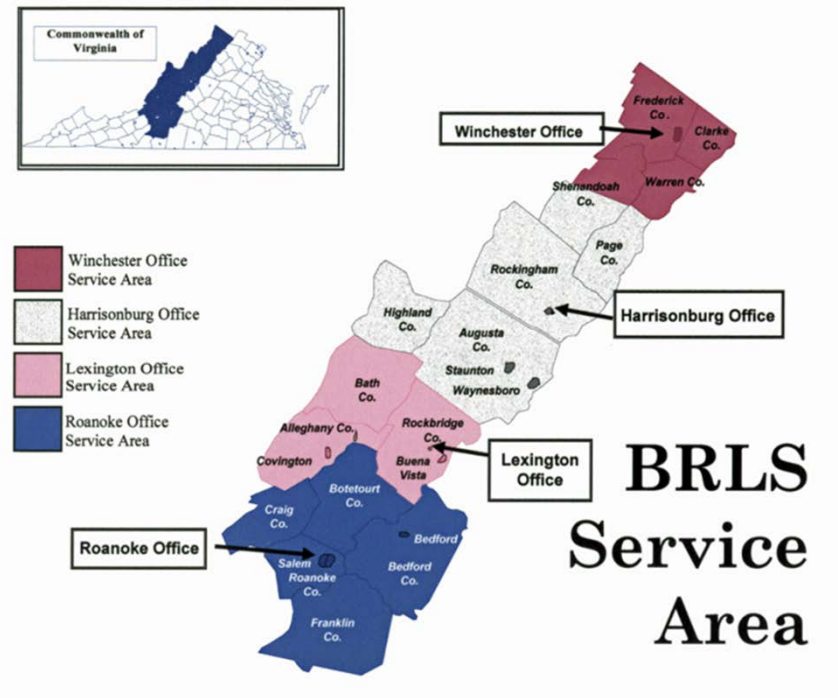 Commonwealth of
Virginia
Frederick
Co.
Clarke
Co.
Winchester Office
Shenandoah
Co.
Warren Co.
Page
Co.
Winchester Office
Service Area
Rockingham
Co.
Harrisonburg Office
Service Area
Highland
Co.
Harrisonburg Office
Augusta
Co.
Staunton
Waynesboro
Lexington Office
Service Area
Bath
Co.
Roanoke Office
Service Area
Alleghany Co.
Rockbridge
Co.
Covington
Buena
Vista
Lexington
Office
BRLS
Service
Area
Botetourt
Co.
Craig
Co.
Bedford
Roanoke Office
Salem
Roanoke
Co.
Bedford
Co.
Franklin
Co.